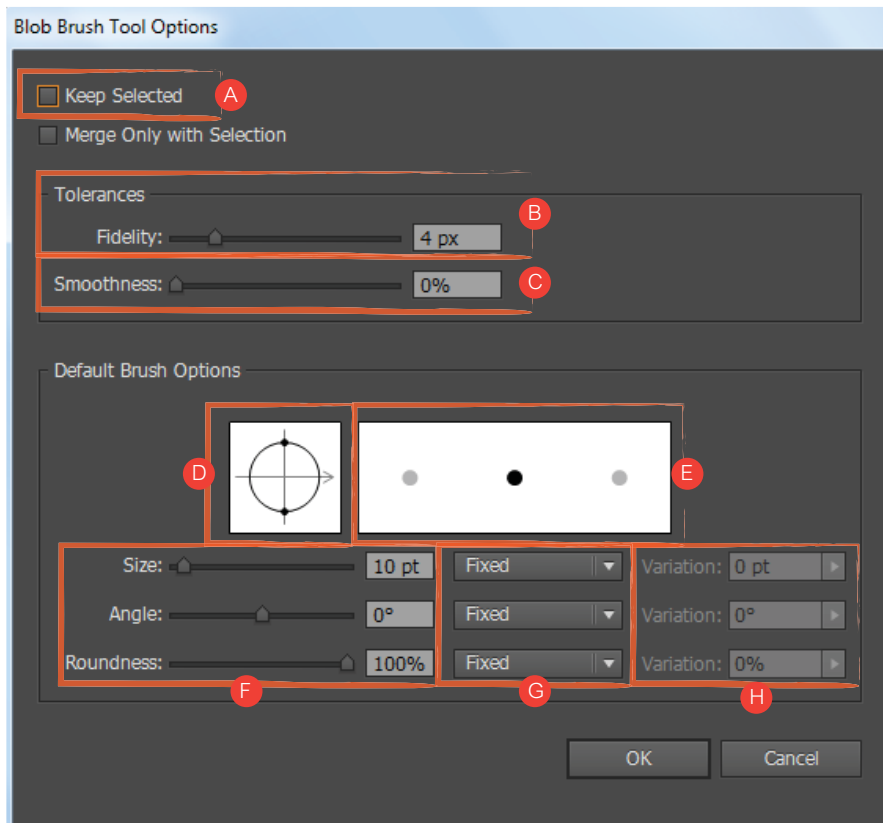 Blob Brush Tool Options
Keep Selected A
Merge Only with Selection
Tolerances
B
Fidelity: 4 px
Smoothness: 0% C
Default Brush Options
D E
Size: 10 pt Fixed Variation: 0 pt
Angle: 0° Fixed Variation: 0°
Roundness: 100% Fixed Variation: 0%
F G H
OK Cancel